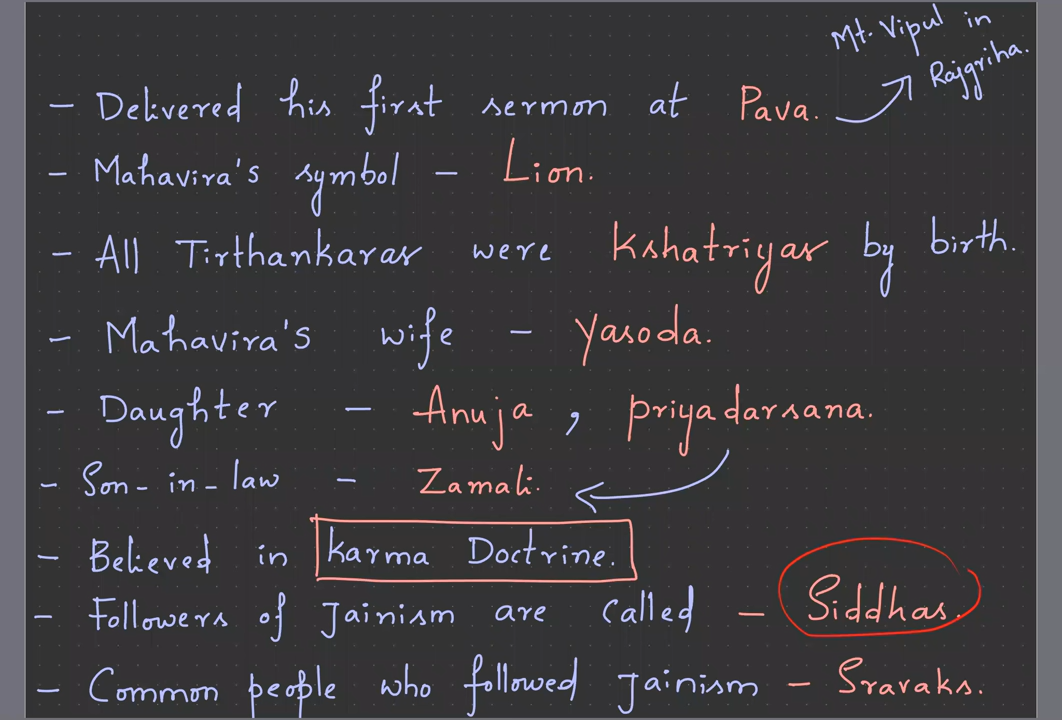 Mt. Vipul in
Rajgriha.
- Delivered his first sermon at Pava.
- Mahavira's symbol - Lion.
- All Tirthankaras were Kshatriyas by birth.
- Mahavira's wife - Yasoda.
- Daughter - Anuja, priyadarsana.
- Son-in-law - Zamali.
- Believed in karma Doctrine.
- Followers of Jainism are called - Siddhas.
- Common people who followed Jainism - Sravaks.